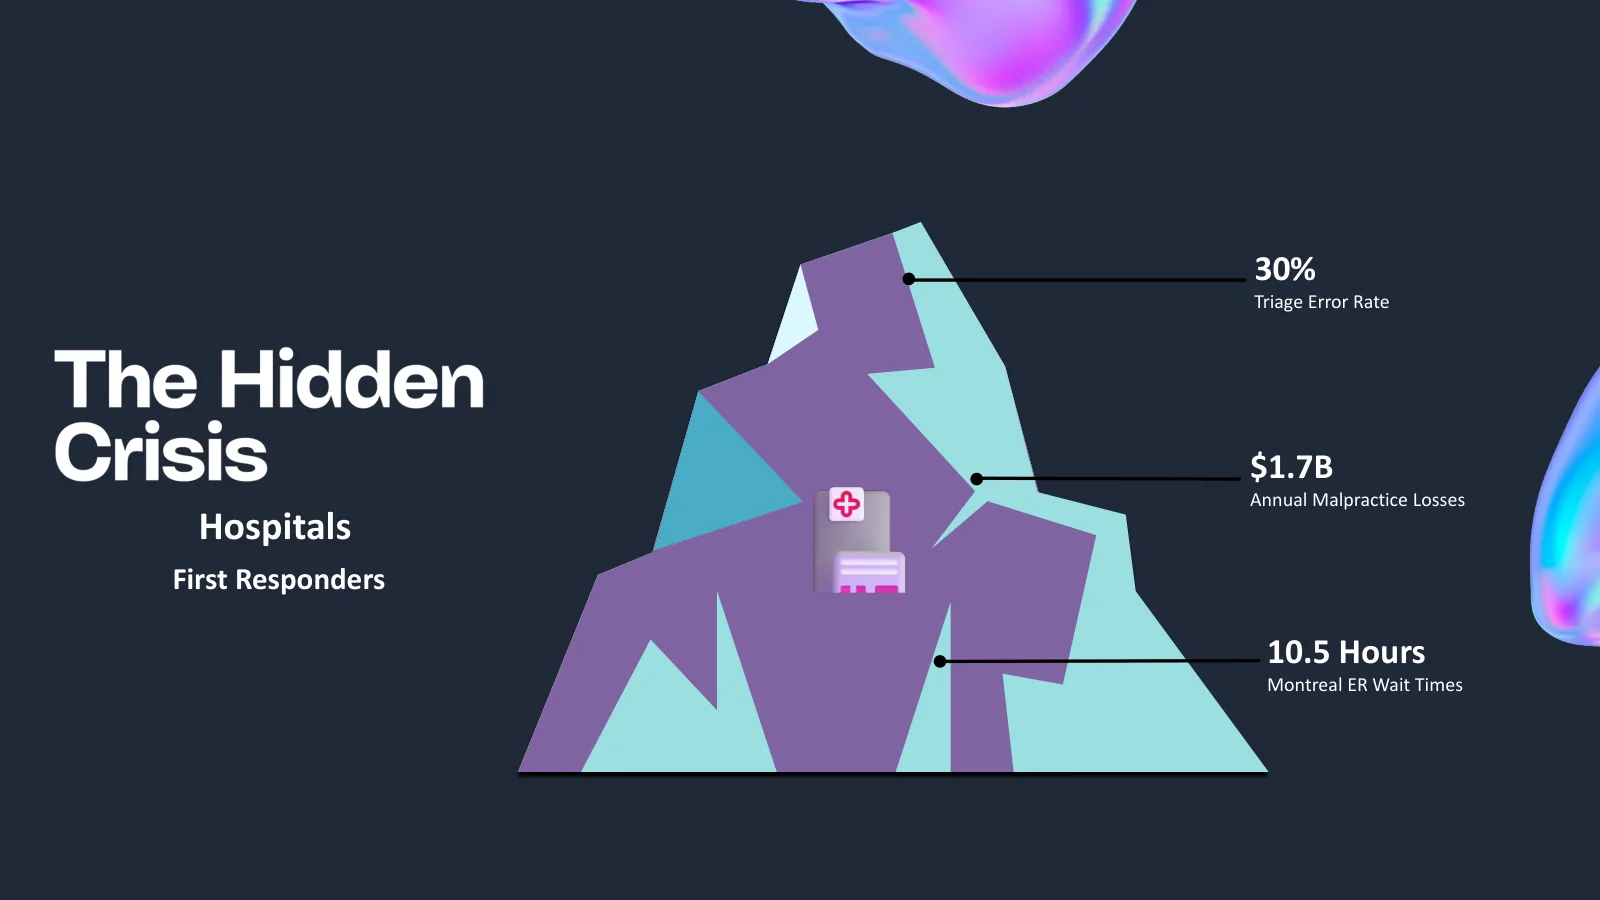 The Hidden
Crisis
Hospitals
First Responders
30%
Triage Error Rate
$1.7B
Annual Malpractice Losses
10.5 Hours
Montreal ER Wait Times